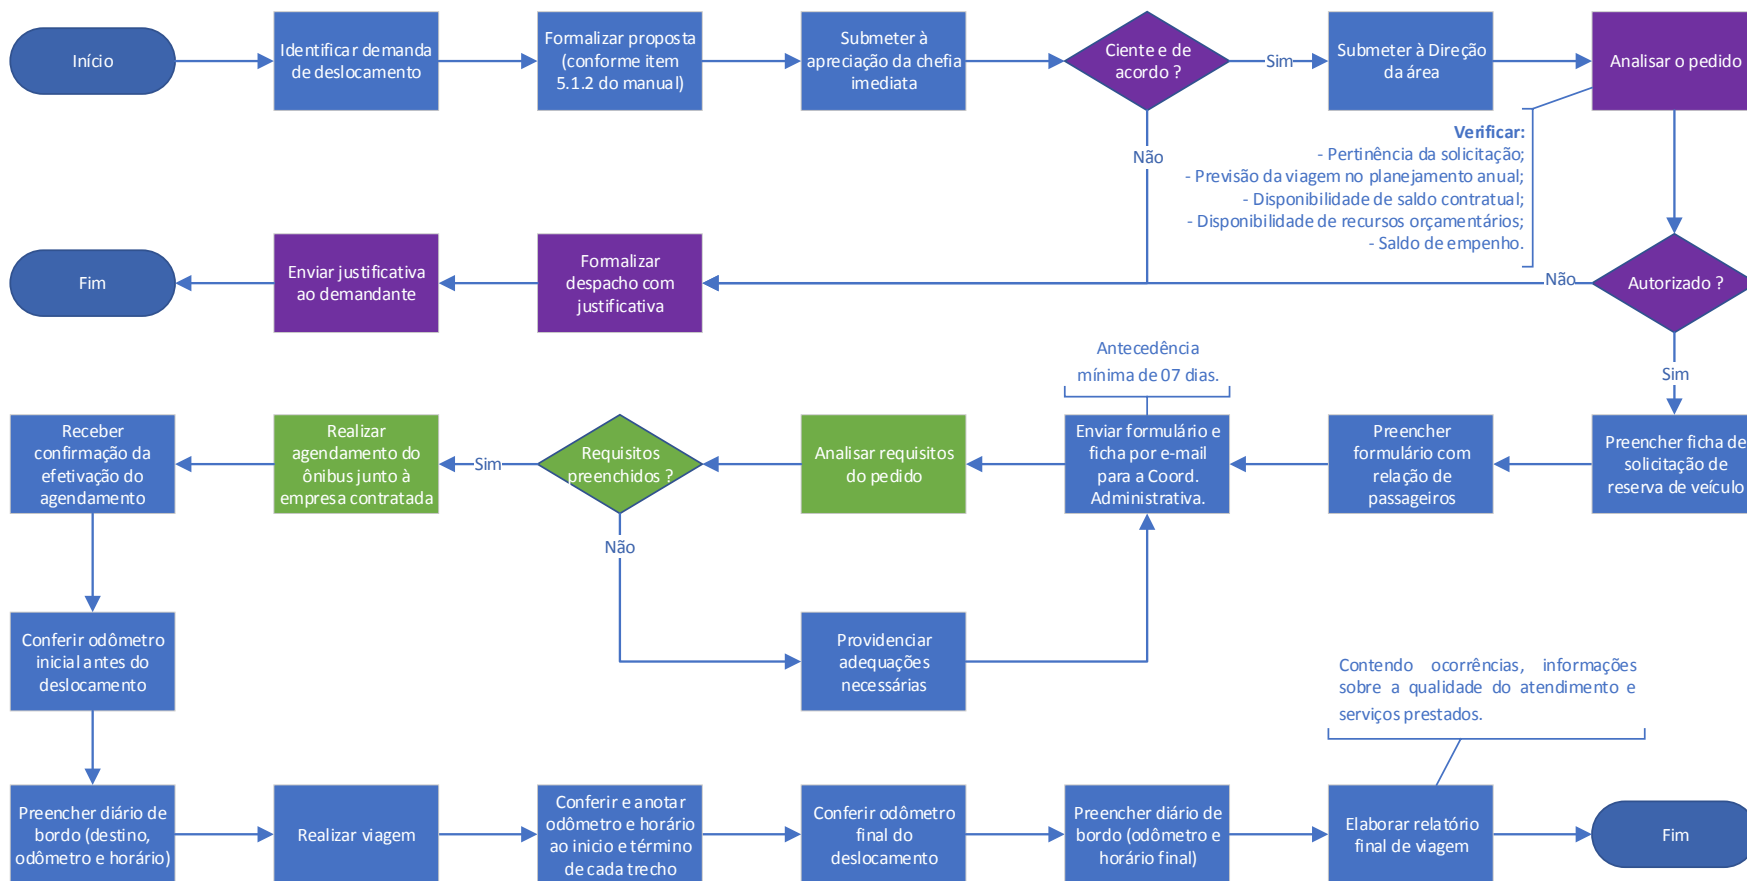 Início
Identificar demanda
de deslocamento
Formalizar proposta
(conforme item
5.1.2 do manual)
Submeter à
apreciação da chefia
imediata
Ciente e de
acordo ?
Sim
Submeter à Direção
da área
Analisar o pedido
Não
Verificar:
- Pertinência da solicitação;
- Previsão da viagem no planejamento anual;
- Disponibilidade de saldo contratual;
- Disponibilidade de recursos orçamentários;
- Saldo de empenho.
Fim
Enviar justificativa
ao demandante
Formalizar
despacho com
justificativa
Não
Autorizado ?
Sim
Antecedência
mínima de 07 dias.
Receber
confirmação da
efetivação do
agendamento
Realizar
agendamento do
ônibus junto à
empresa contratada
Sim
Requisitos
preenchidos ?
Analisar requisitos
do pedido
Enviar formulário e
ficha por e-mail
para a Coord.
Administrativa.
Preencher
formulário com
relação de
passageiros
Preencher ficha de
solicitação de
reserva de veículo
Não
Conferir odômetro
inicial antes do
deslocamento
Providenciar
adequações
necessárias
Contendo ocorrências, informações
sobre a qualidade do atendimento e
serviços prestados.
Preencher diário de
bordo (destino,
odômetro e horário)
Realizar viagem
Conferir e anotar
odômetro e horário
ao inicio e término
de cada trecho
Conferir odômetro
final do
deslocamento
Preencher diário de
bordo (odômetro e
horário final)
Elaborar relatório
final de viagem
Fim